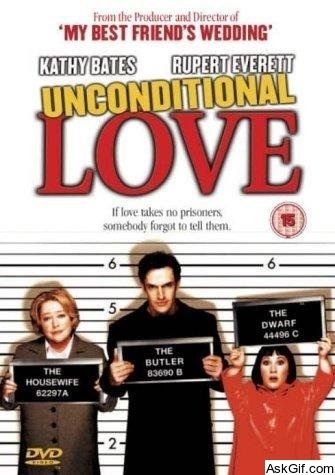 From the Producer and Director of
'MY BEST FRIEND'S WEDDING'
KATHY BATES RUPERT EVERETT
UNCONDITIONAL
LOVE
If love takes no prisoners,
somebody forgot to tell them.
15
6 6
5
THE
DWARF
44496 C
THE
BUTLER
83690 B
THE
HOUSEWIFE
62297A
2
DVD
VIDEO
AskGif.com